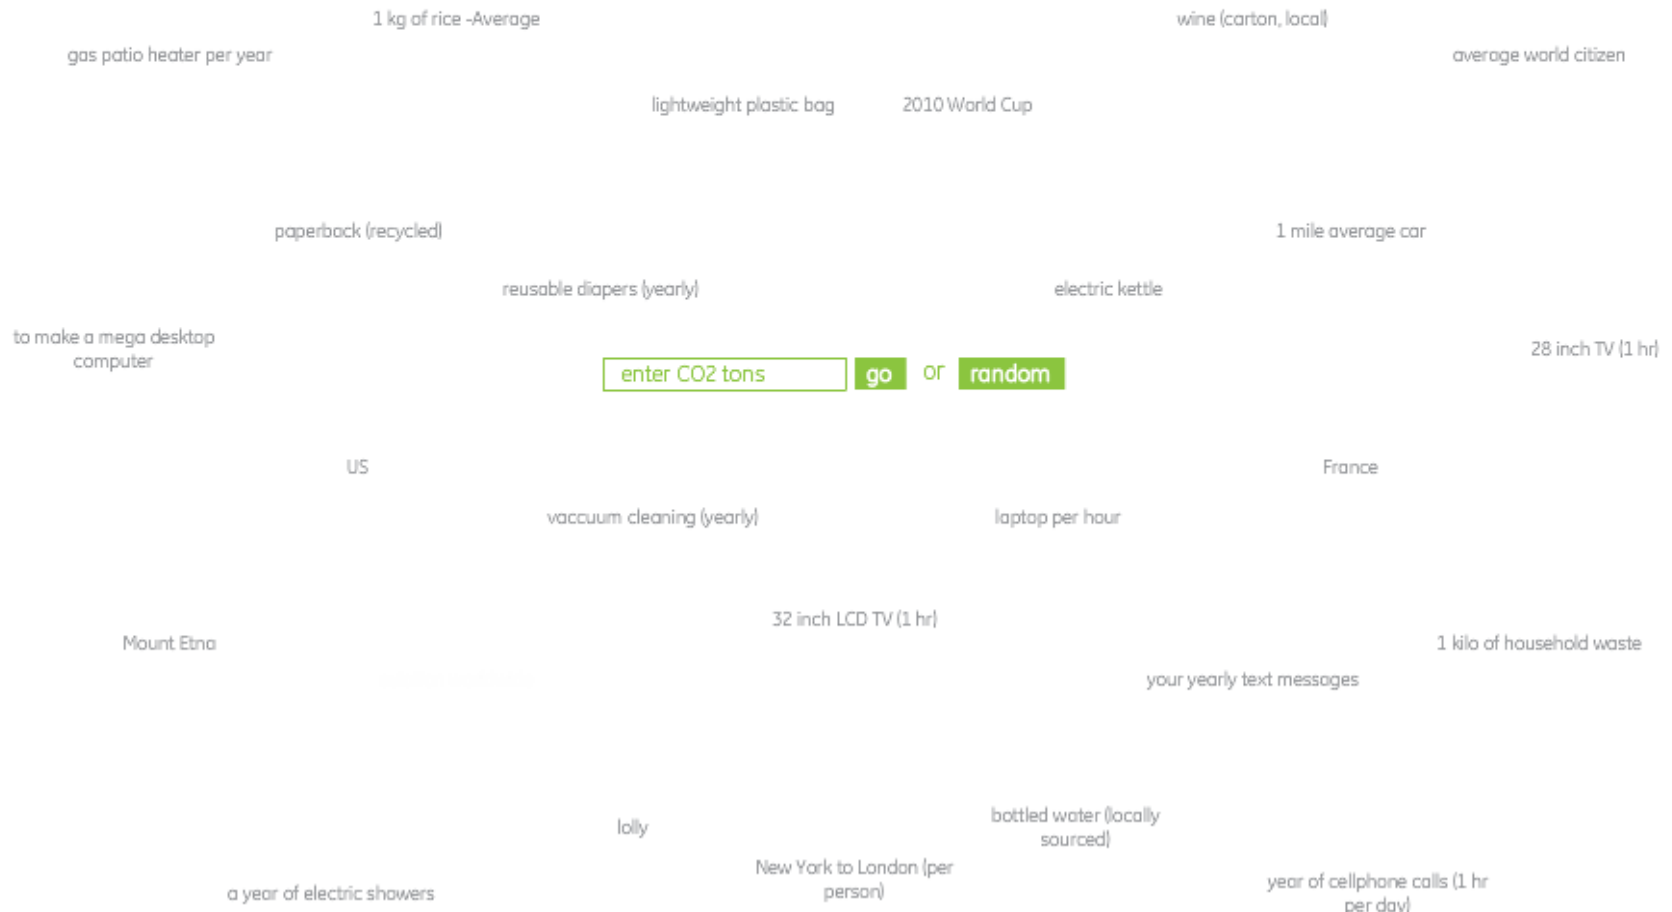 1 kg of rice -Average
wine (carton, local)
gas patio heater per year
average world citizen
lightweight plastic bag
2010 World Cup
paperback (recycled)
1 mile average car
reusable diapers (yearly)
electric kettle
to make a mega desktop
computer
28 inch TV (1 hr)
enter CO2 tons go or random
US
France
vaccuum cleaning (yearly)
laptop per hour
32 inch LCD TV (1 hr)
Mount Etna
1 kilo of household waste
your yearly text messages
lolly
bottled water (locally
sourced)
New York to London (per
person)
a year of electric showers
year of cellphone calls (1 hr
per day)